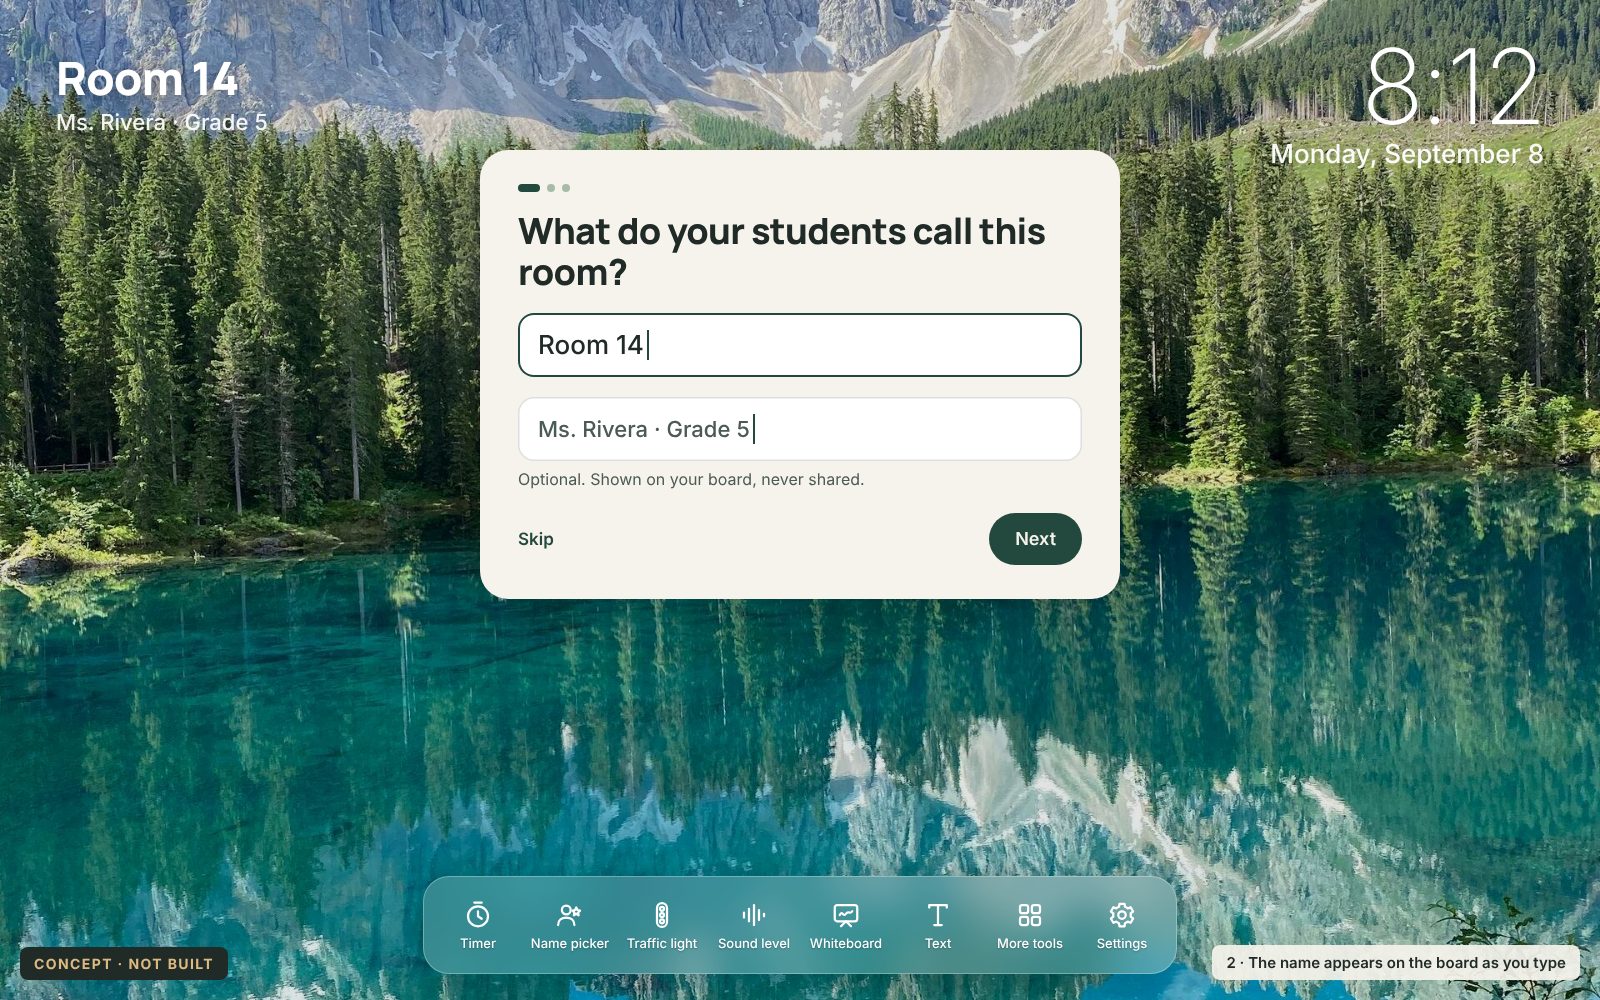 Room 14
Ms. Rivera · Grade 5
8:12
Monday, September 8
What do your students call this
room?
Room 14
Ms. Rivera · Grade 5
Optional. Shown on your board, never shared.
Skip
Next
Timer
Name picker
Traffic light
Sound level
Whiteboard
Text
More tools
Settings
CONCEPT · NOT BUILT
2 · The name appears on the board as you type